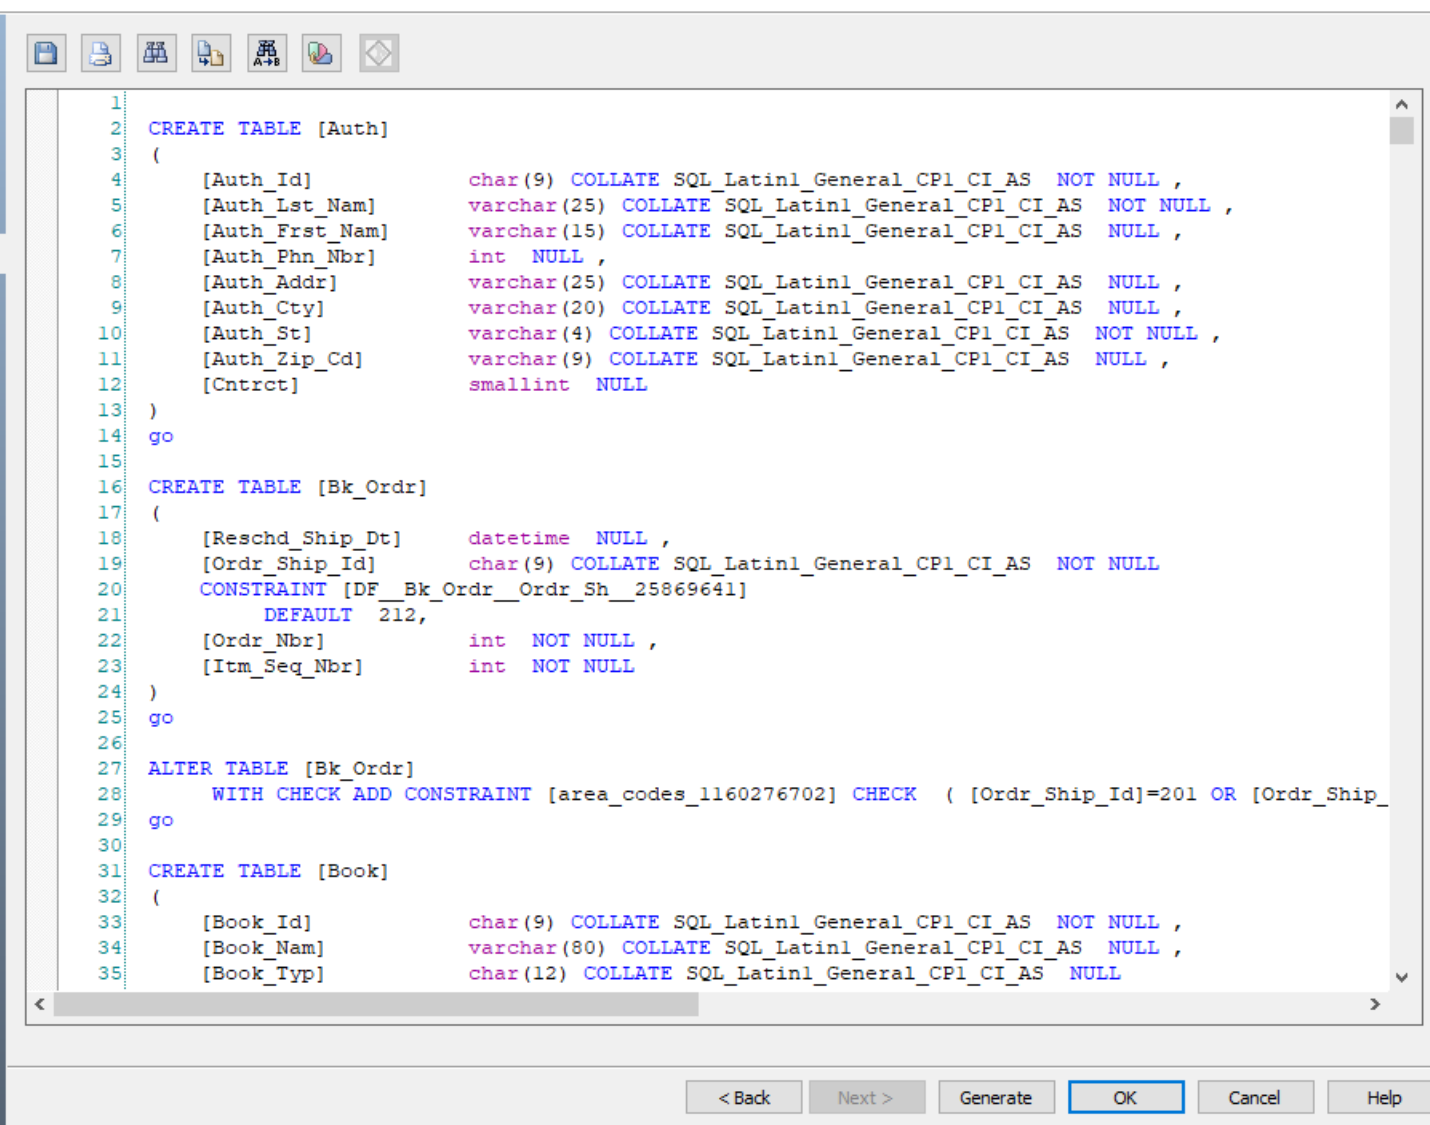 A→B
1
2 CREATE TABLE [Auth]
3 (
4 [Auth_Id] char(9) COLLATE SQL_Latin1_General_CP1_CI_AS NOT NULL ,
5 [Auth_Lst_Nam] varchar(25) COLLATE SQL_Latin1_General_CP1_CI_AS NOT NULL ,
6 [Auth_Frst_Nam] varchar(15) COLLATE SQL_Latin1_General_CP1_CI_AS NULL ,
7 [Auth_Phn_Nbr] int NULL ,
8 [Auth_Addr] varchar(25) COLLATE SQL_Latin1_General_CP1_CI_AS NULL ,
9 [Auth_Cty] varchar(20) COLLATE SQL_Latin1_General_CP1_CI_AS NULL ,
10 [Auth_St] varchar(4) COLLATE SQL_Latin1_General_CP1_CI_AS NOT NULL ,
11 [Auth_Zip_Cd] varchar(9) COLLATE SQL_Latin1_General_CP1_CI_AS NULL ,
12 [Cntrct] smallint NULL
13 )
14 go
15
16 CREATE TABLE [Bk_Ordr]
17 (
18 [Reschd_Ship_Dt] datetime NULL ,
19 [Ordr_Ship_Id] char(9) COLLATE SQL_Latin1_General_CP1_CI_AS NOT NULL
20 CONSTRAINT [DF__Bk_Ordr__Ordr_Sh__25869641]
21 DEFAULT 212,
22 [Ordr_Nbr] int NOT NULL ,
23 [Itm_Seq_Nbr] int NOT NULL
24 )
25 go
26
27 ALTER TABLE [Bk_Ordr]
28 WITH CHECK ADD CONSTRAINT [area_codes_1160276702] CHECK ( [Ordr_Ship_Id]=201 OR [Ordr_Ship_
29 go
30
31 CREATE TABLE [Book]
32 (
33 [Book_Id] char(9) COLLATE SQL_Latin1_General_CP1_CI_AS NOT NULL ,
34 [Book_Nam] varchar(80) COLLATE SQL_Latin1_General_CP1_CI_AS NULL ,
35 [Book_Typ] char(12) COLLATE SQL_Latin1_General_CP1_CI_AS NULL
< Back Next > Generate OK Cancel Help